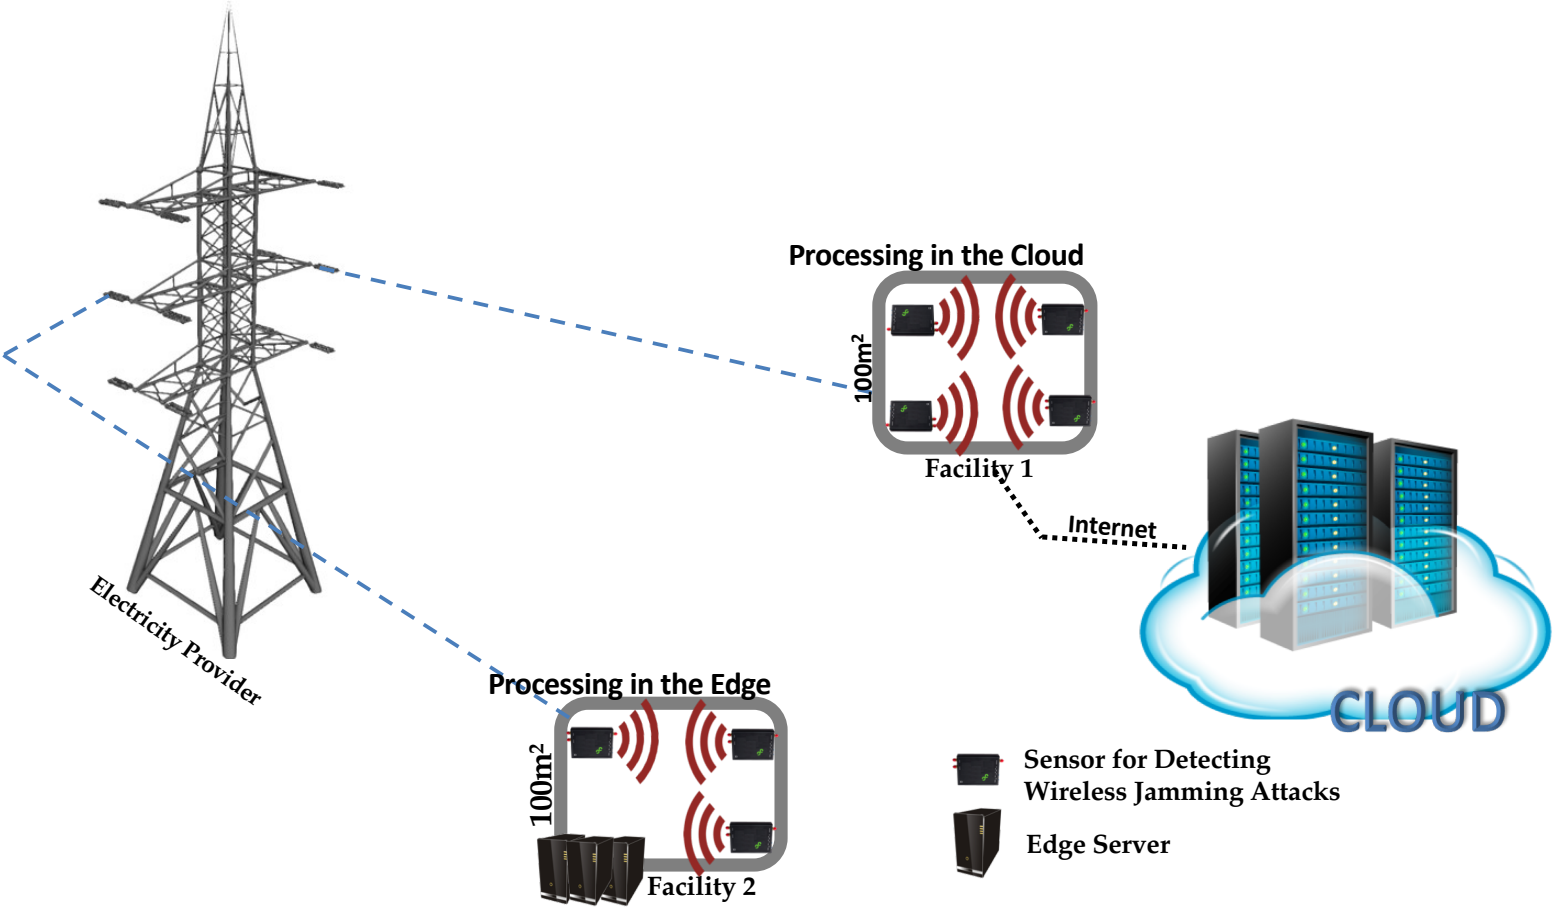 Processing in the Cloud
100m²
Facility 1
Internet
Electricity Provider
CLOUD
Processing in the Edge
100m²
Facility 2
Sensor for Detecting
Wireless Jamming Attacks
Edge Server